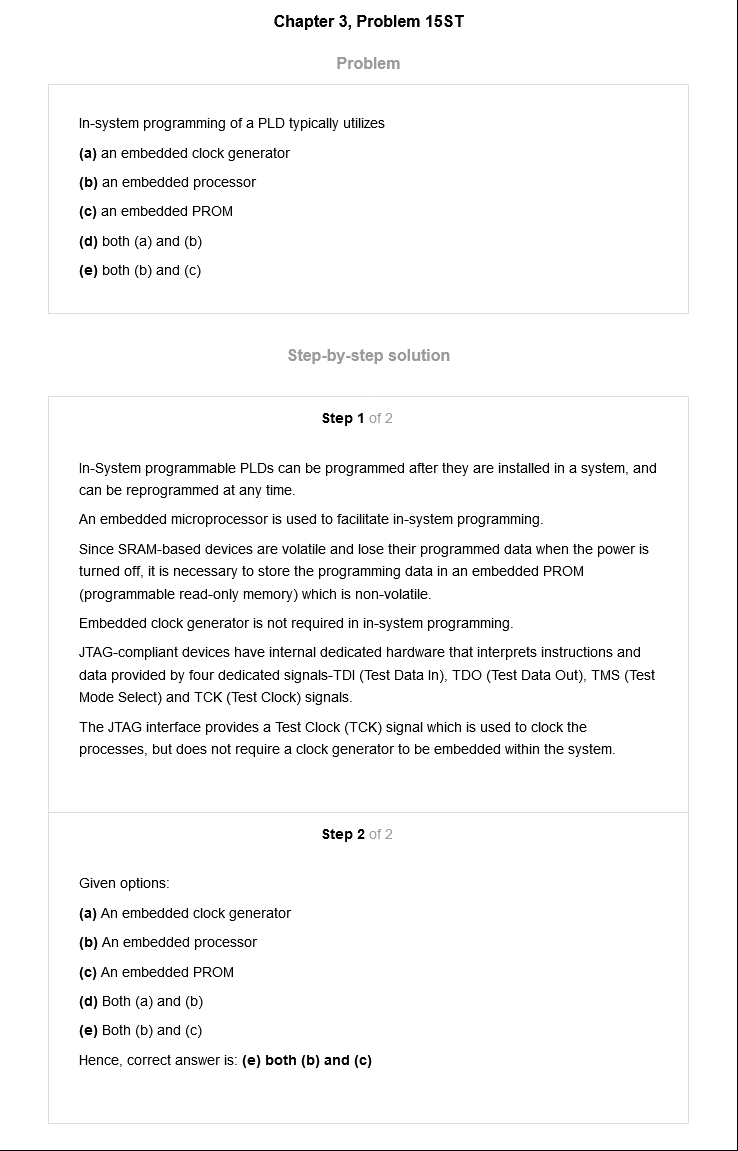 Chapter 3, Problem 15ST
Problem
In-system programming of a PLD typically utilizes
(a) an embedded clock generator
(b) an embedded processor
(c) an embedded PROM
(d) both (a) and (b)
(e) both (b) and (c)
Step-by-step solution
Step 1 of 2
In-System programmable PLDs can be programmed after they are installed in a system, and
can be reprogrammed at any time.
An embedded microprocessor is used to facilitate in-system programming.
Since SRAM-based devices are volatile and lose their programmed data when the power is
turned off, it is necessary to store the programming data in an embedded PROM
(programmable read-only memory) which is non-volatile.
Embedded clock generator is not required in in-system programming.
JTAG-compliant devices have internal dedicated hardware that interprets instructions and
data provided by four dedicated signals-TDI (Test Data In), TDO (Test Data Out), TMS (Test
Mode Select) and TCK (Test Clock) signals.
The JTAG interface provides a Test Clock (TCK) signal which is used to clock the
processes, but does not require a clock generator to be embedded within the system.
Step 2 of 2
Given options:
(a) An embedded clock generator
(b) An embedded processor
(c) An embedded PROM
(d) Both (a) and (b)
(e) Both (b) and (c)
Hence, correct answer is: (e) both (b) and (c)